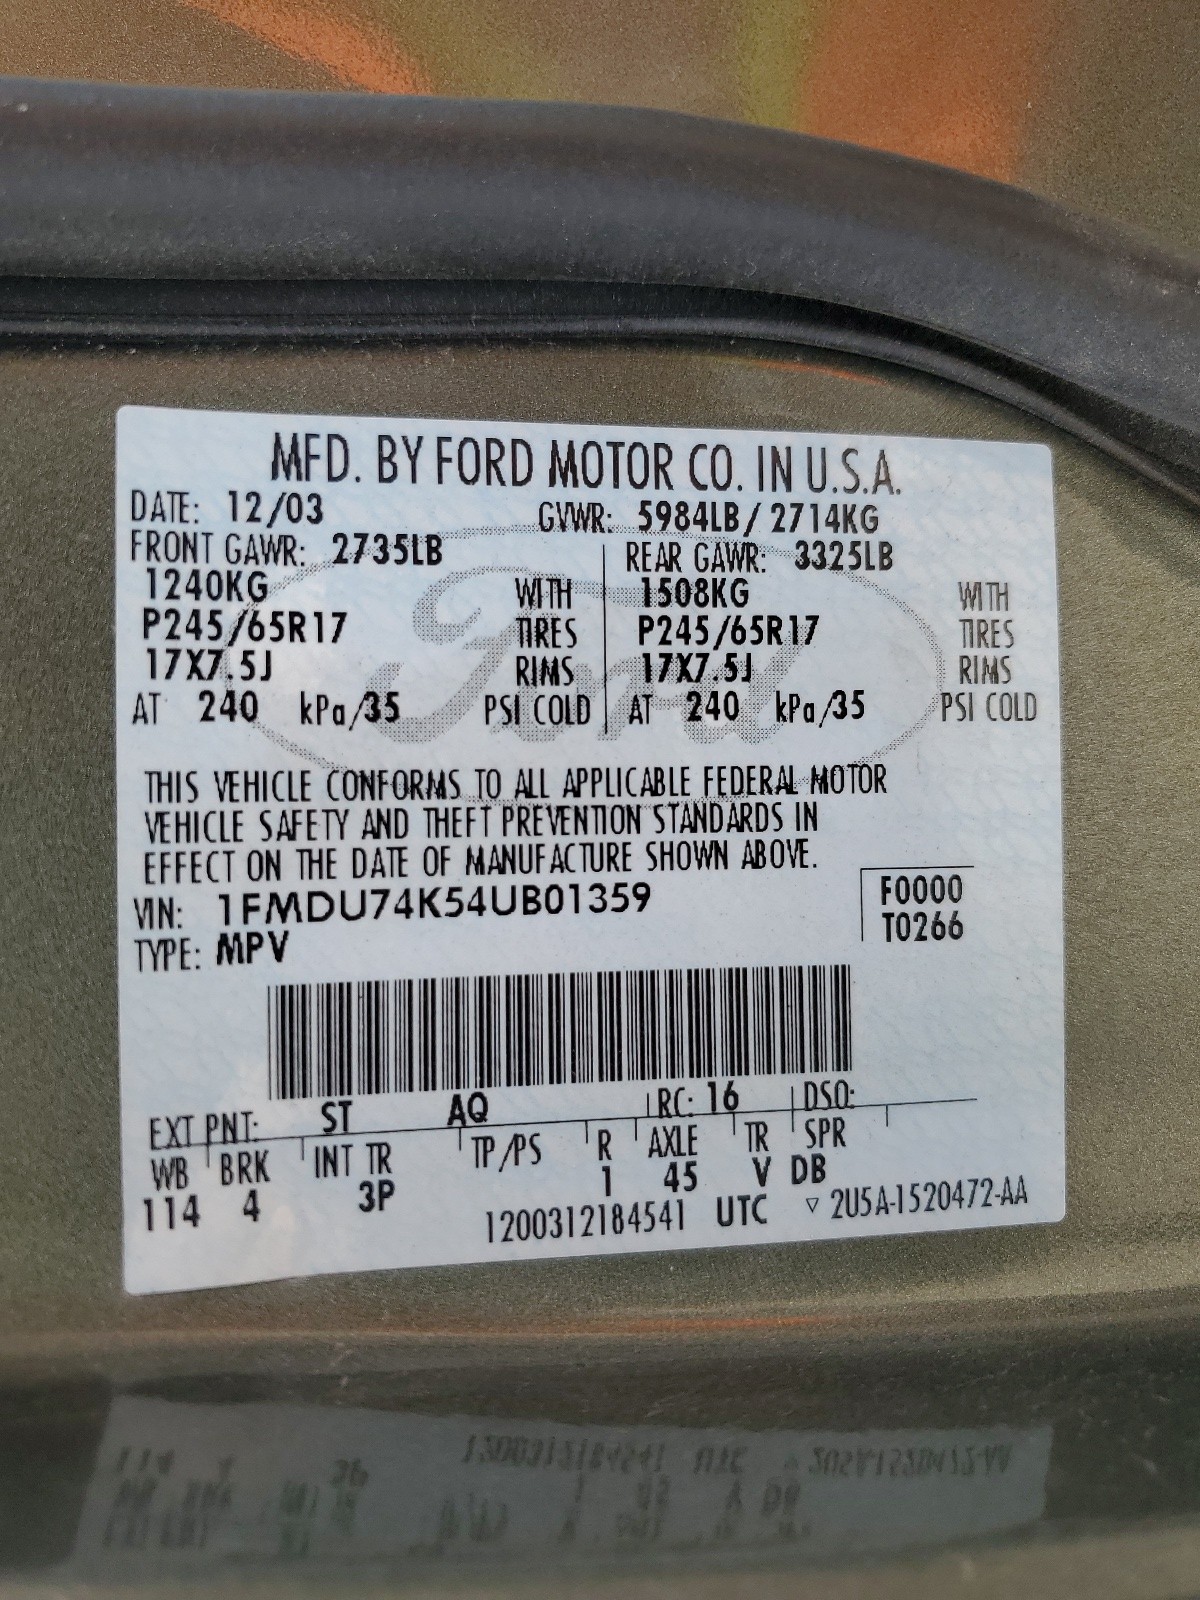 MFD. BY FORD MOTOR CO. IN U.S.A.
DATE: 12/03 GVWR: 5984LB/2714KG
FRONT GAWR: 2735LB REAR GAWR: 3325LB
1240KG WITH 1508KG WITH
P245/65R17 TIRES P245/65R17 TIRES
17X7.5J RIMS 17X7.5J RIMS
AT 240 kPa/35 PSI COLD AT 240 kPa/35 PSI COLD
Ford
THIS VEHICLE CONFORMS TO ALL APPLICABLE FEDERAL MOTOR
VEHICLE SAFETY AND THEFT PREVENTION STANDARDS IN
EFFECT ON THE DATE OF MANUFACTURE SHOWN ABOVE.
VIN: 1FMDU74K54UB01359 F0000
TYPE: MPV T0266
EXT PNT: ST AQ RC: 16 DSO:
WB BRK INT TR TP/PS R AXLE TR SPR
114 4 3P 1 45 V DB
1200312184541 UTC ▽ 2U5A-1520472-AA